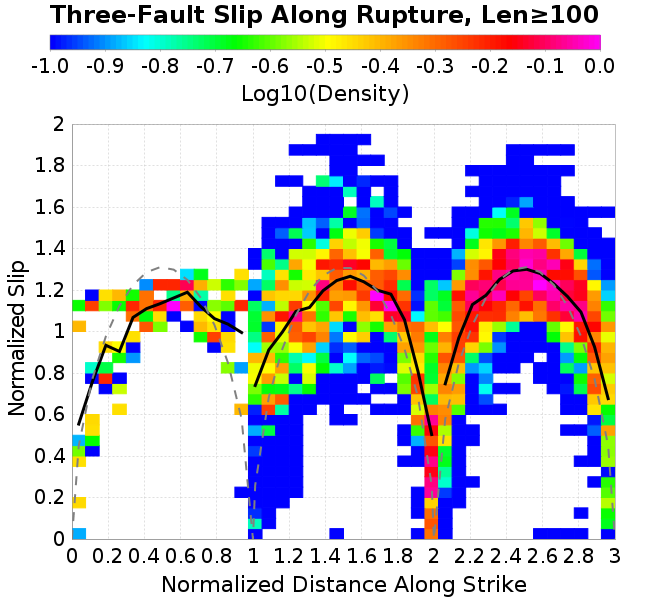 Three-Fault Slip Along Rupture, Len≥100
-1.0 -0.9 -0.8 -0.7 -0.6 -0.5 -0.4 -0.3 -0.2 -0.1 0.0
Log10(Density)
2
1.8
1.6
1.4
1.2
1
0.8
0.6
0.4
0.2
0
Normalized Slip
0 0.2 0.4 0.6 0.8 1 1.2 1.4 1.6 1.8 2 2.2 2.4 2.6 2.8 3
Normalized Distance Along Strike